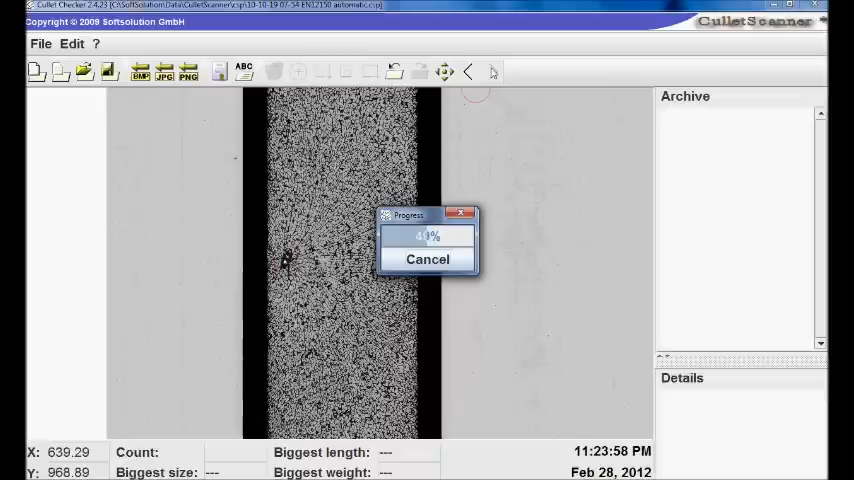 Cullet Checker 2.4.23 [C:\SoftSolution\Data\CulletScanner\csp\10-10-19 07-54 EN12150 automatic.csp]
Copyright © 2009 Softsolution GmbH
CulletScanner
File Edit ?
BMP JPG PNG ABC
Archive
Progress
49%
Cancel
Details
X: 639.29 Count: Biggest length: --- 11:23:58 PM
Y: 968.89 Biggest size: --- Biggest weight: --- Feb 28, 2012